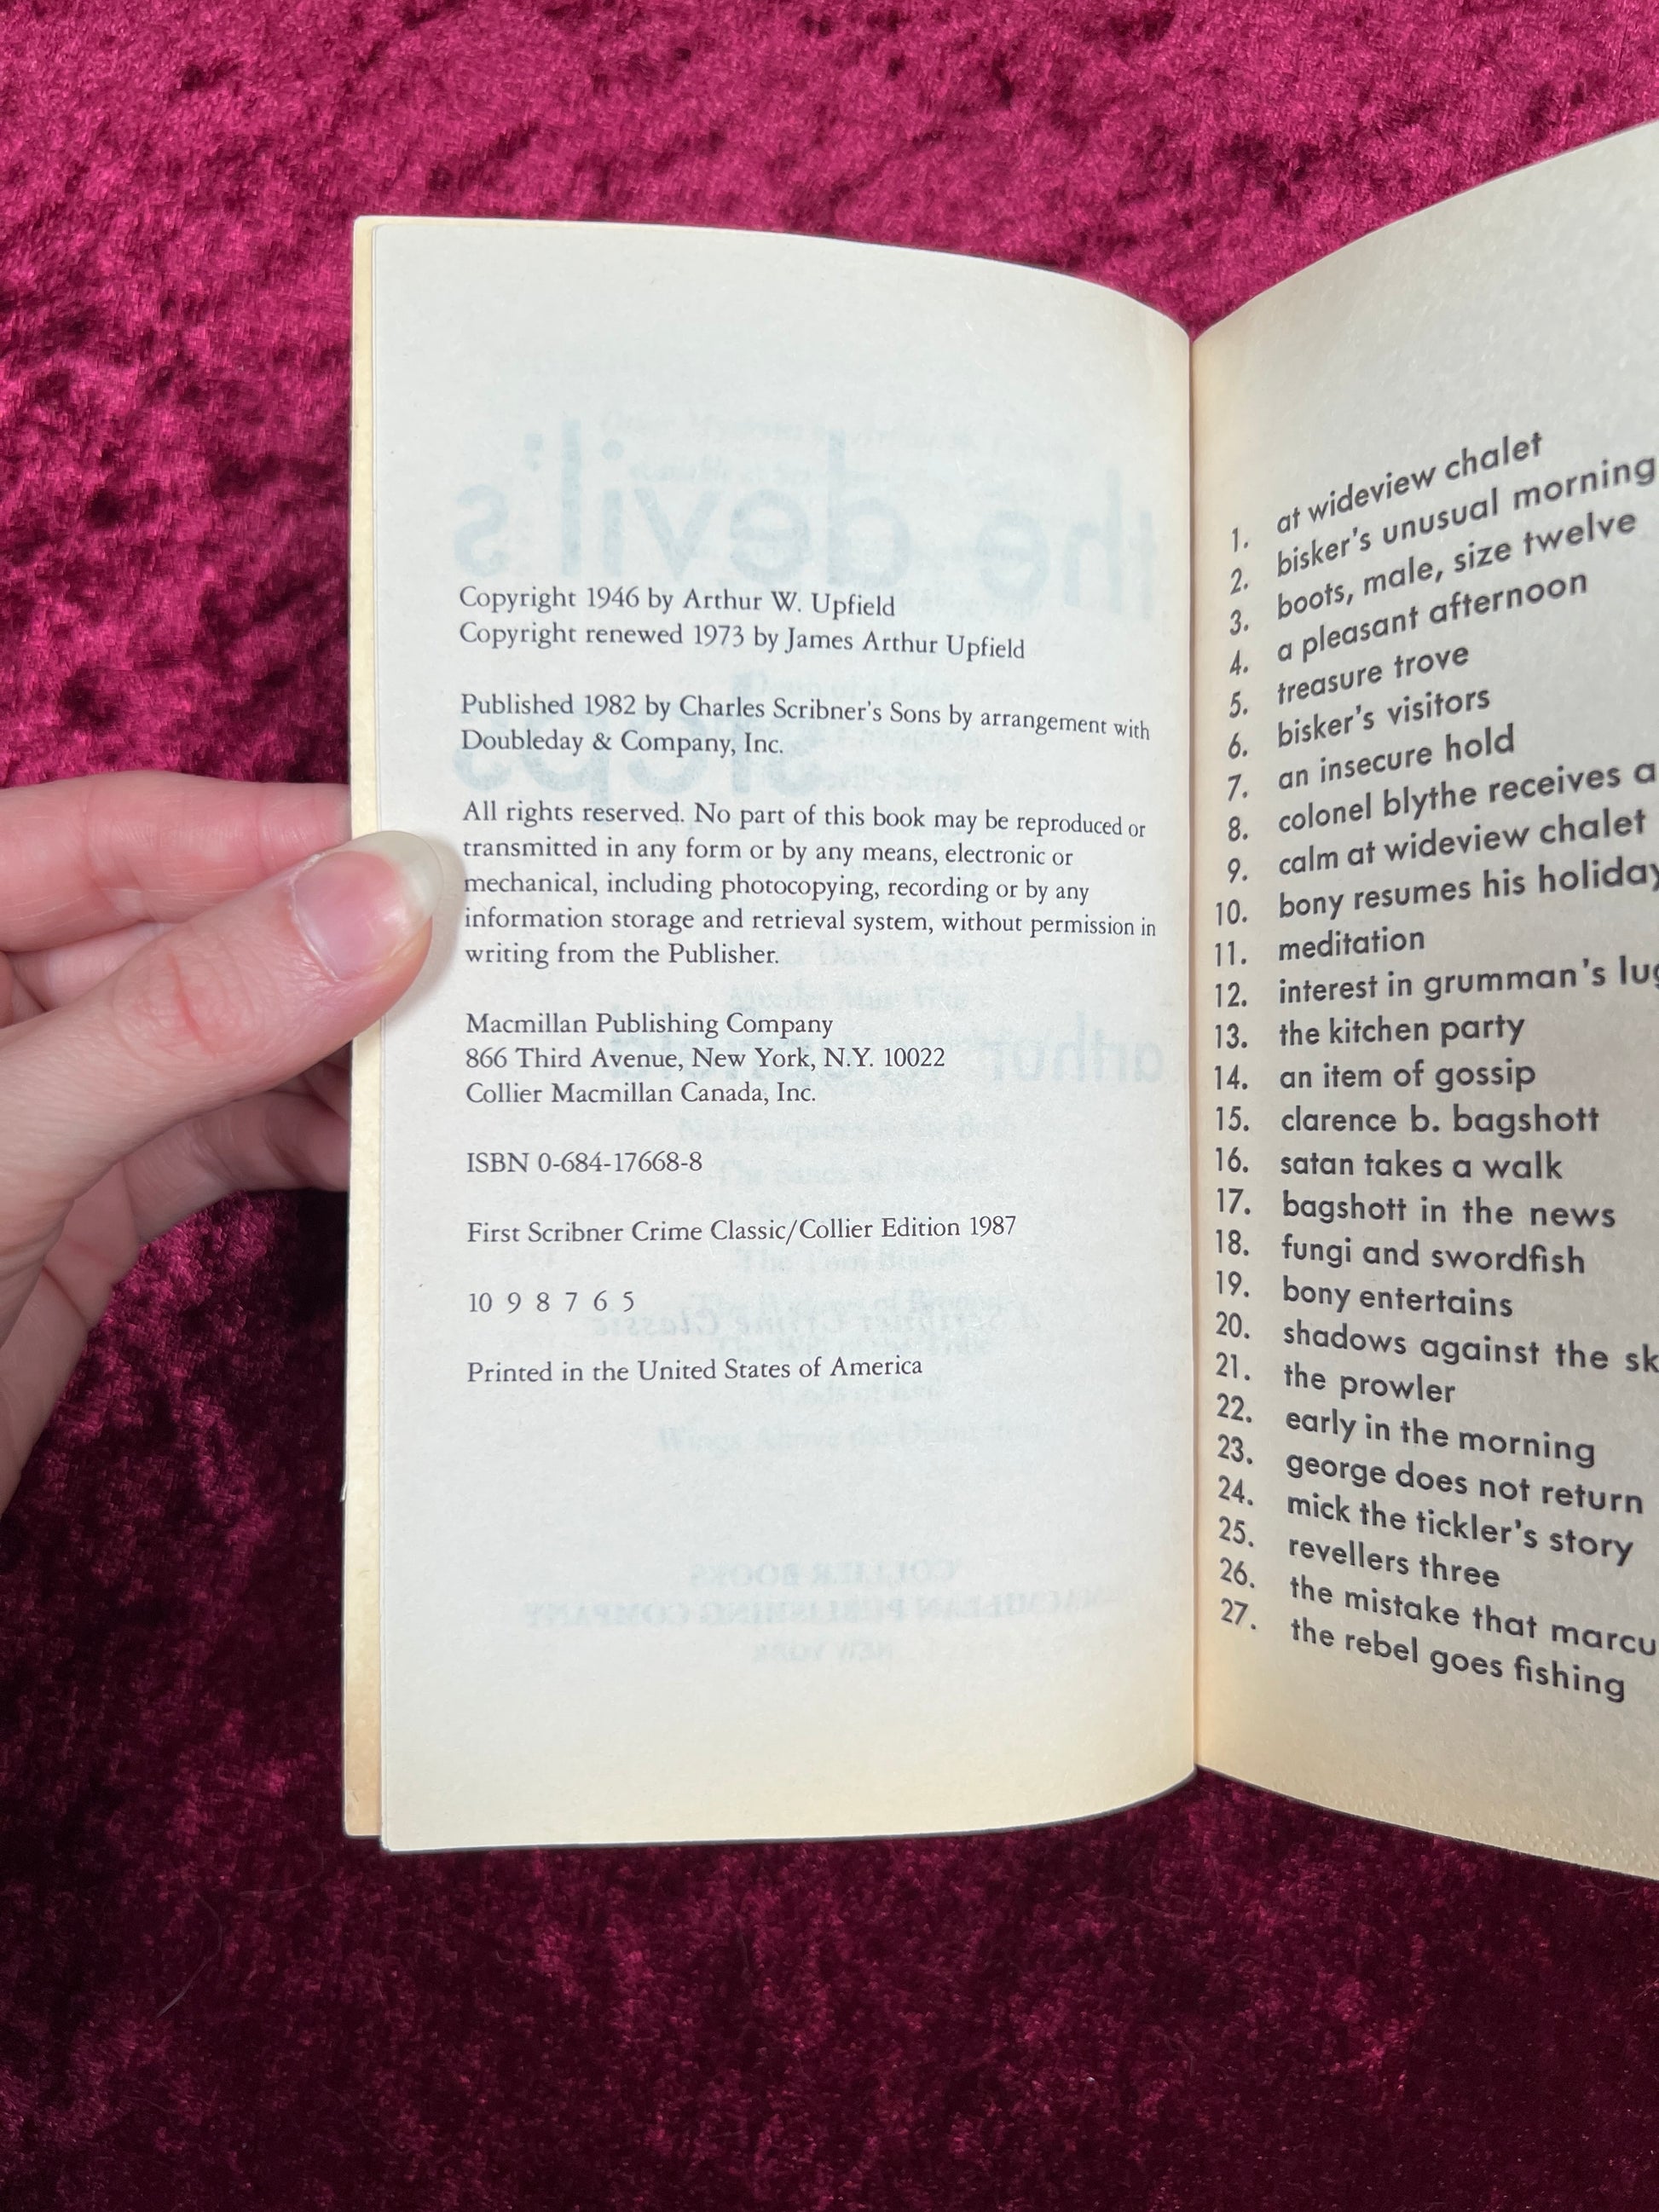 Copyright 1946 by Arthur W. Upfield
Copyright renewed 1973 by James Arthur Upfield
Published 1982 by Charles Scribner's Sons by arrangement with
Doubleday & Company, Inc.
All rights reserved. No part of this book may be reproduced or
transmitted in any form or by any means, electronic or
mechanical, including photocopying, recording or by any
information storage and retrieval system, without permission in
writing from the Publisher.
Macmillan Publishing Company
866 Third Avenue, New York, N.Y. 10022
Collier Macmillan Canada, Inc.
ISBN 0-684-17668-8
First Scribner Crime Classic/Collier Edition 1987
10 9 8 7 6 5
Printed in the United States of America
1. at wideview chalet
2. bisker's unusual morning
3. boots, male, size twelve
4. a pleasant afternoon
5. treasure trove
6. bisker's visitors
7. an insecure hold
8. colonel blythe receives a
9. calm at wideview chalet
10. bony resumes his holiday
11. meditation
12. interest in grumman's lug
13. the kitchen party
14. an item of gossip
15. clarence b. bagshott
16. satan takes a walk
17. bagshott in the news
18. fungi and swordfish
19. bony entertains
20. shadows against the sk
21. the prowler
22. early in the morning
23. george does not return
24. mick the tickler's story
25. revellers three
26. the mistake that marcu
27. the rebel goes fishing